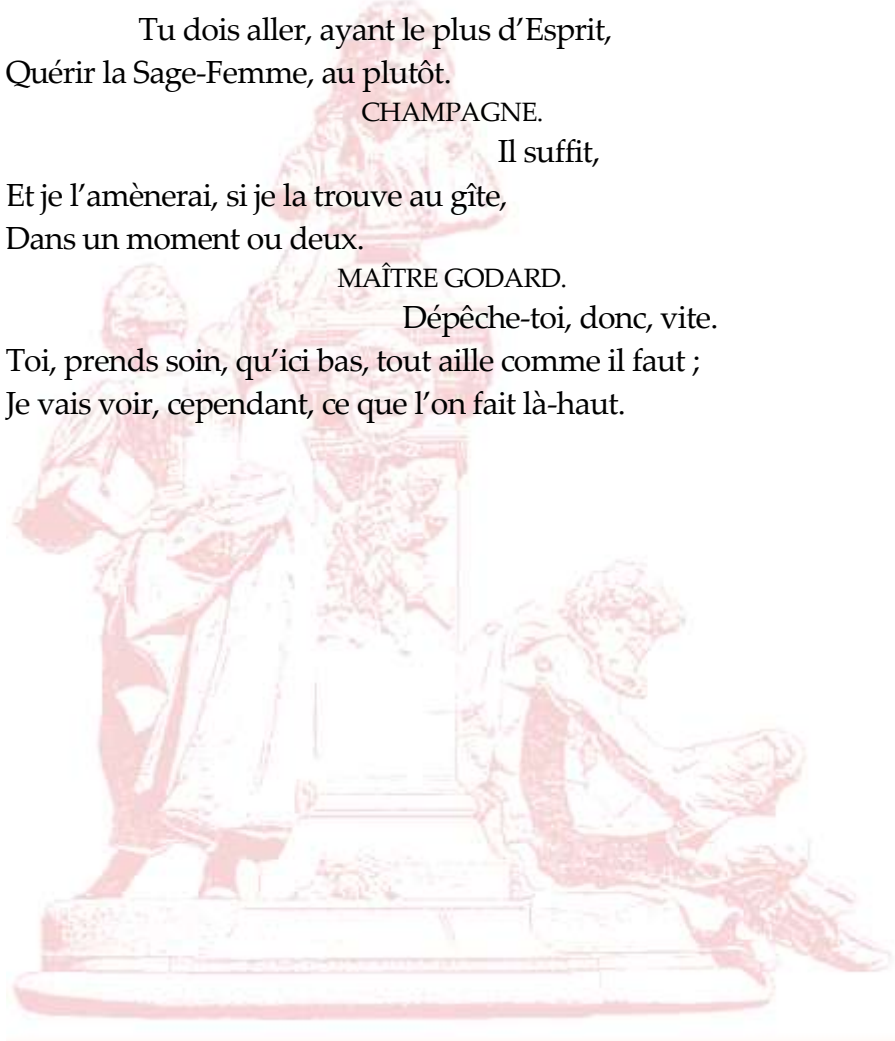 Tu dois aller, ayant le plus d’Esprit,
Quérir la Sage-Femme, au plutôt.
CHAMPAGNE.
Il suffit,
Et je l’amènerai, si je la trouve au gîte,
Dans un moment ou deux.
MAÎTRE GODARD.
Dépêche-toi, donc, vite.
Toi, prends soin, qu’ici bas, tout aille comme il faut ;
Je vais voir, cependant, ce que l’on fait là-haut.